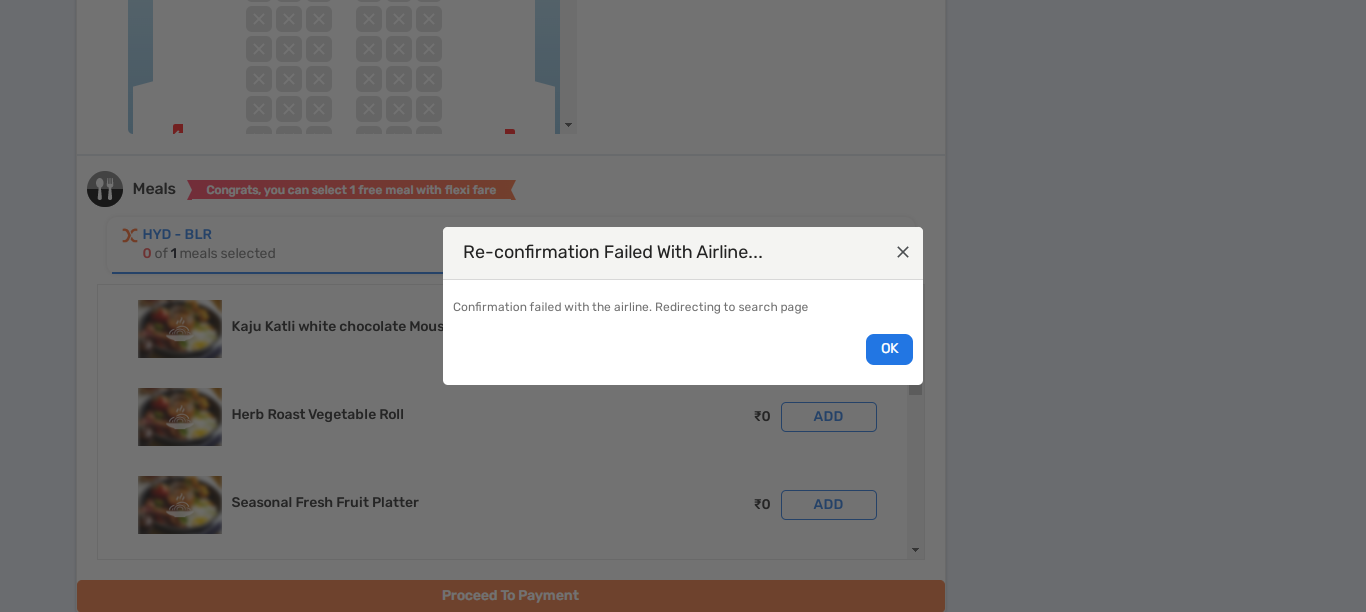 Meals
Congrats, you can select 1 free meal with flexi fare
HYD - BLR
0 of 1 meals selected
Re-confirmation Failed With Airline...
Confirmation failed with the airline. Redirecting to search page
OK
Kaju Katli white chocolate Mous
Herb Roast Vegetable Roll
₹0
ADD
Seasonal Fresh Fruit Platter
₹0
ADD
Proceed To Payment